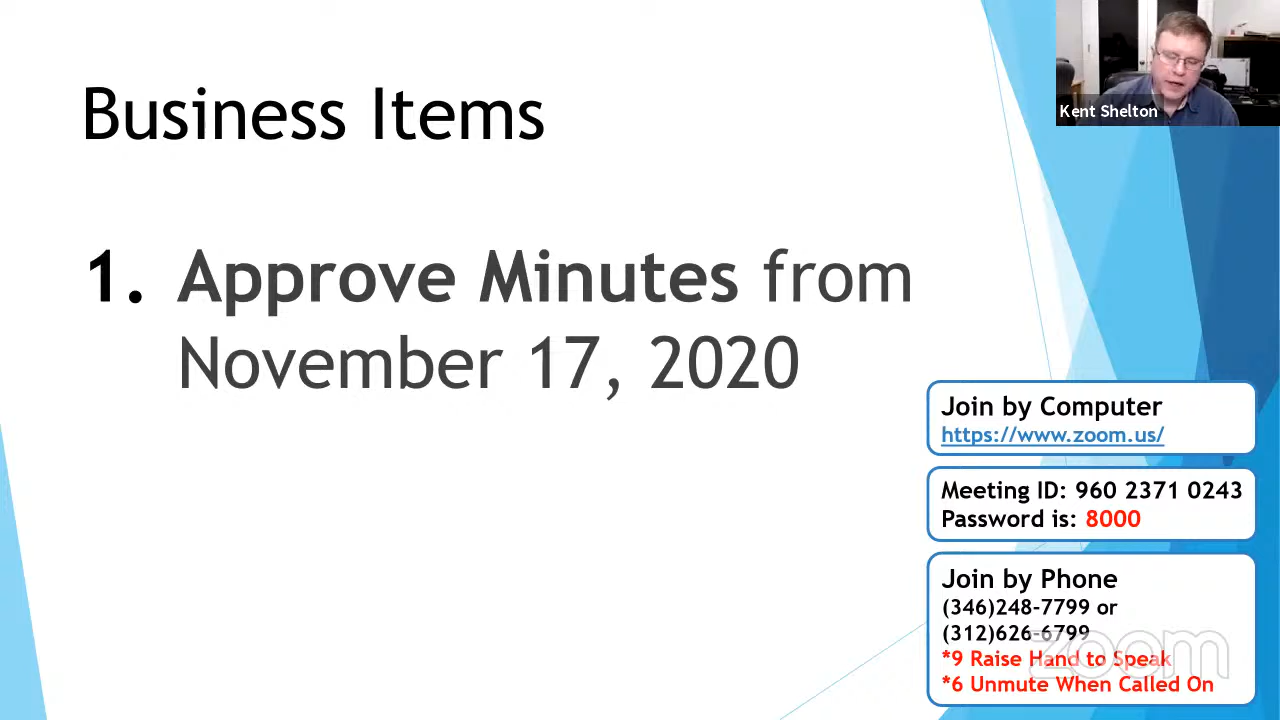 Business Items
Kent Shelton
1. Approve Minutes from
November 17, 2020
Join by Computer
https://www.zoom.us/
Meeting ID: 960 2371 0243
Password is: 8000
Join by Phone
(346)248-7799 or
(312)626-6799
*9 Raise Hand to Speak
*6 Unmute When Called On
zoom